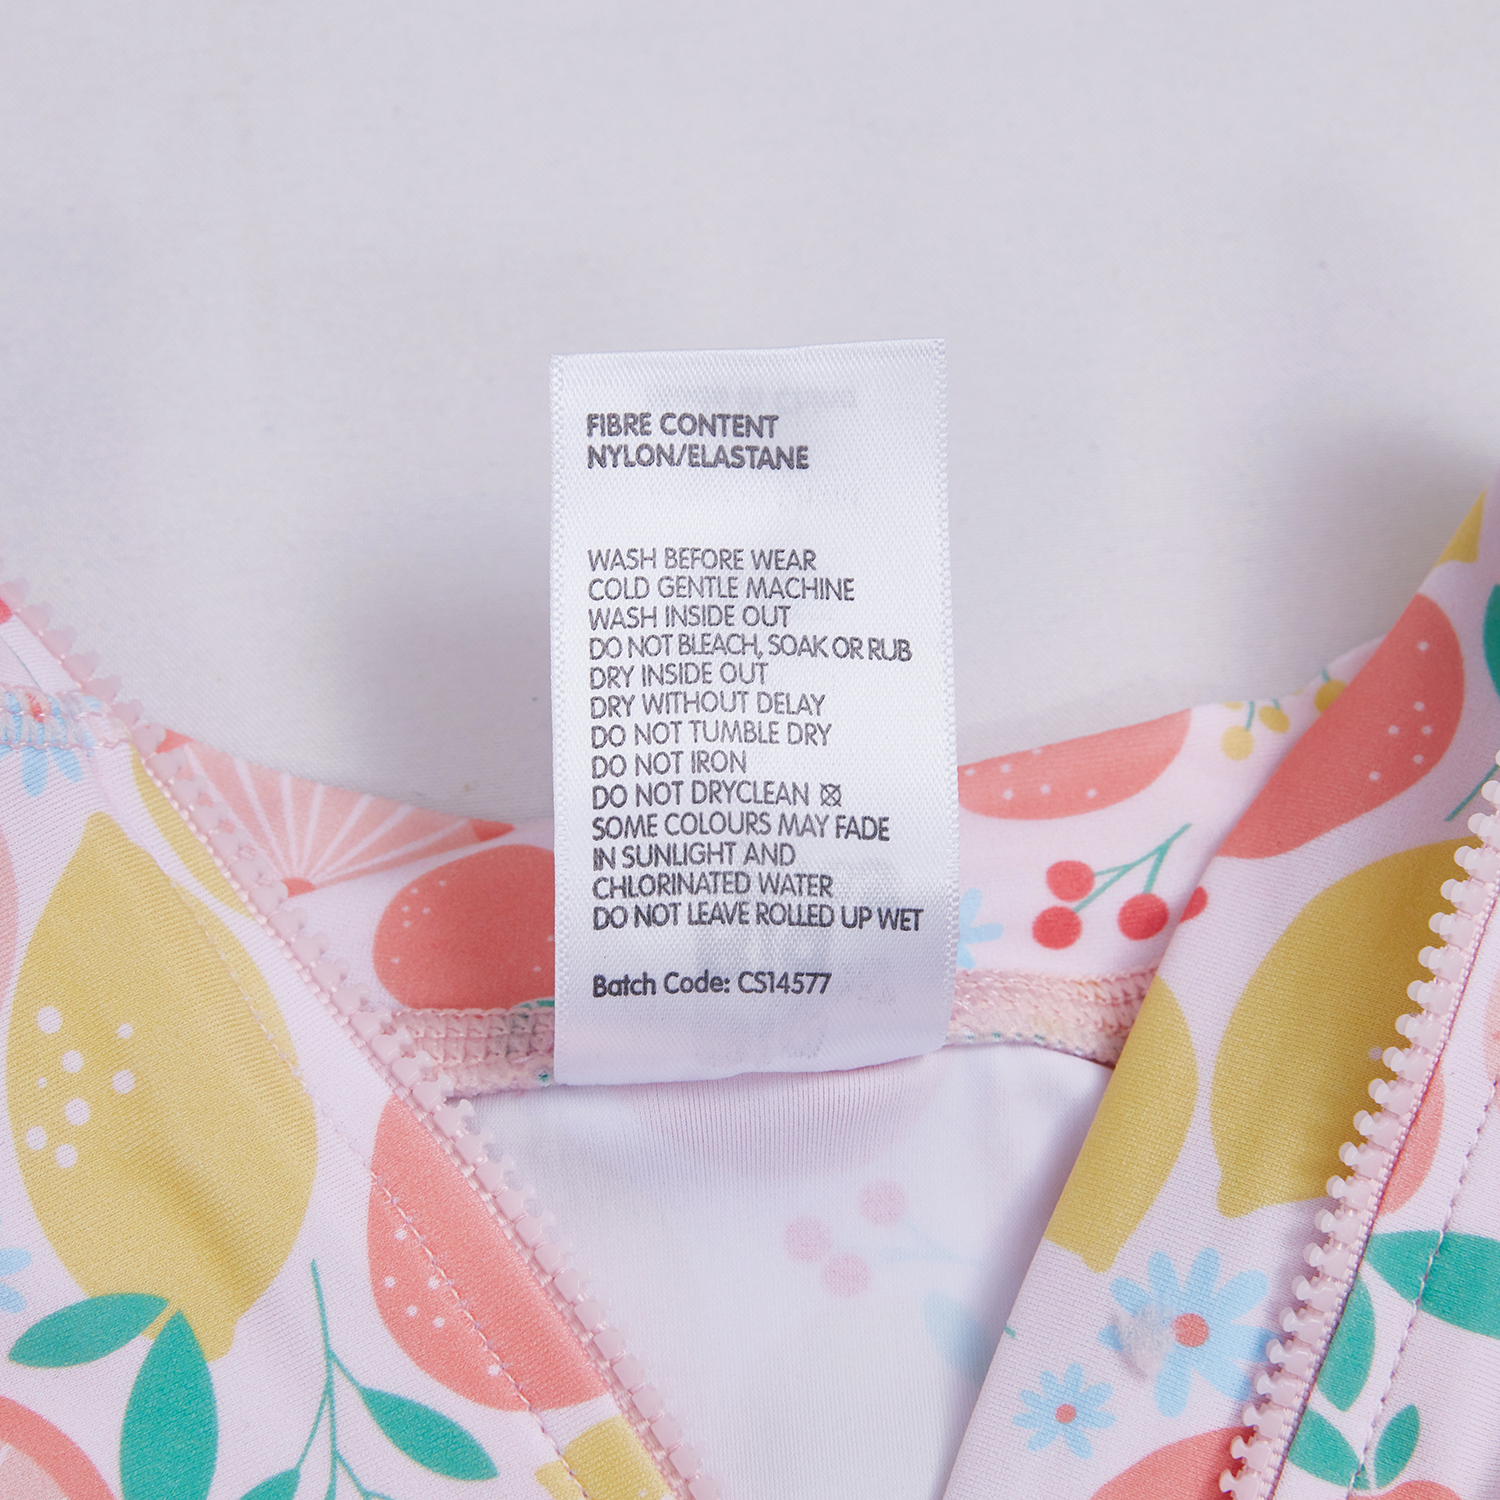 FIBRE CONTENT
NYLON/ELASTANE
WASH BEFORE WEAR
COLD GENTLE MACHINE
WASH INSIDE OUT
DO NOT BLEACH, SOAK OR RUB
DRY INSIDE OUT
DRY WITHOUT DELAY
DO NOT TUMBLE DRY
DO NOT IRON
DO NOT DRYCLEAN
SOME COLOURS MAY FADE
IN SUNLIGHT AND
CHLORINATED WATER
DO NOT LEAVE ROLLED UP WET
Batch Code: CS14577